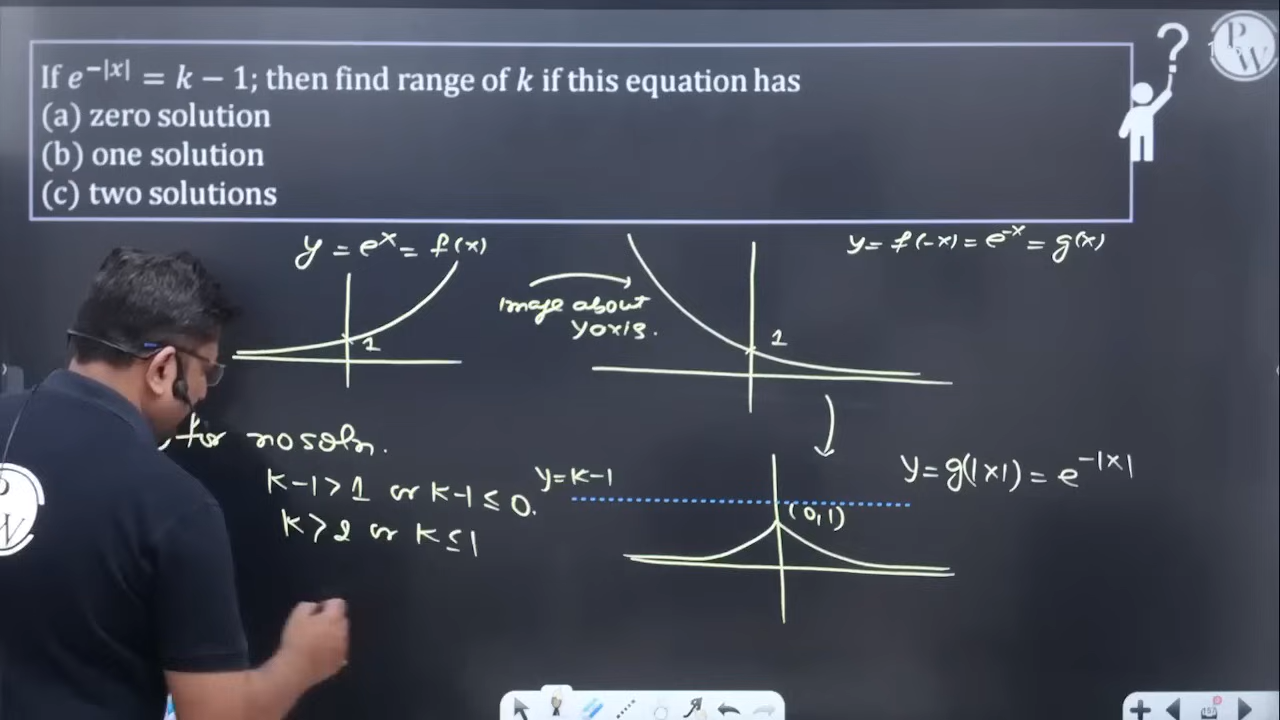 If e^{-|x|} = k − 1; then find range of k if this equation has
(a) zero solution
(b) one solution
(c) two solutions
y = e^x = f(x)
y = f(-x) = e^{-x} = g(x)
Image about
y axis.
1
1
for no soln.
k-1>1 or k-1 ≤ 0.
k>2 or k ≤ 1
y=k-1
y = g(|x|) = e^{-|x|}
(0,1)
P
W
W
?